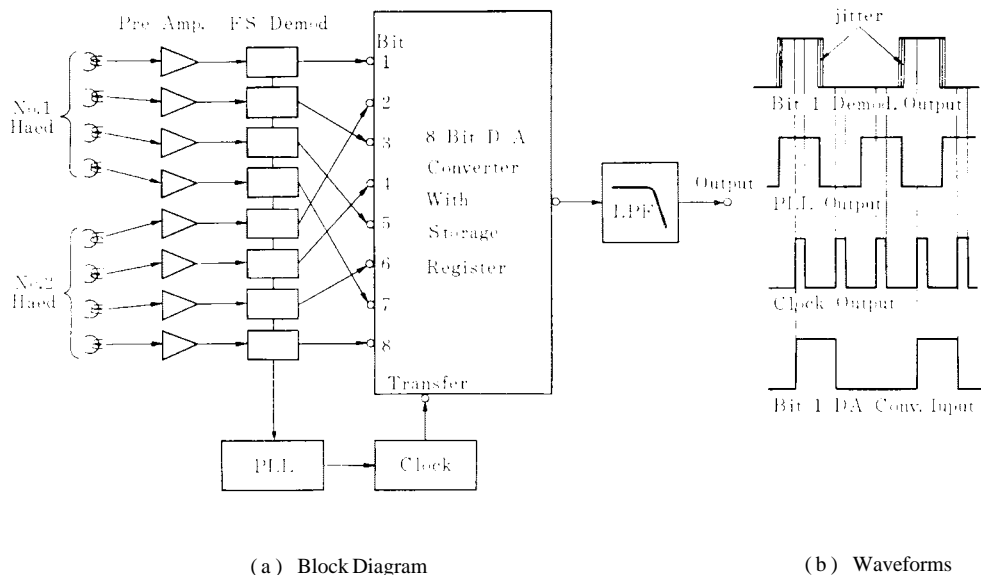 Pre Amp. FS Demod
No.1
Haed
No.2
Haed
Bit
1
2
3
4
5
6
7
8
8 Bit D A
Converter
With
Storage
Register
Transfer
PLL
Clock
LPF
Output
(a) Block Diagram
jitter
Bit 1 Demod. Output
PLL Output
Clock Output
Bit 1 DA Conv. Input
(b) Waveforms